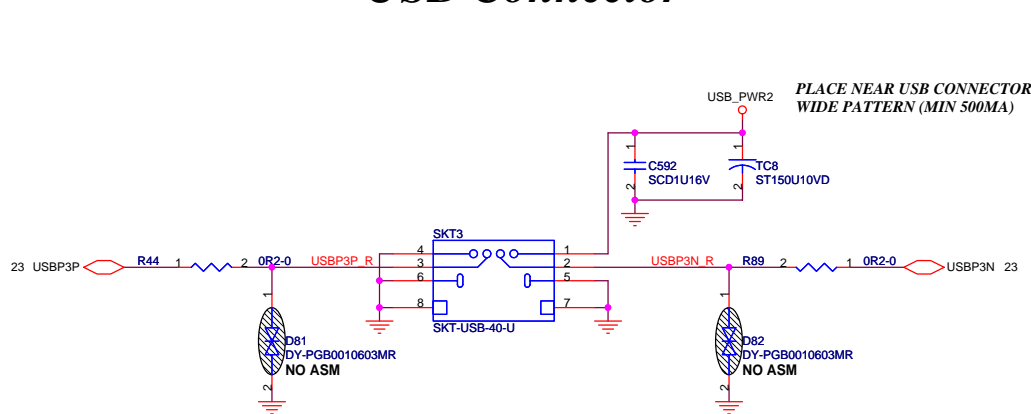 USB Connector
PLACE NEAR USB CONNECTOR
WIDE PATTERN (MIN 500MA)
USB_PWR2
1
1
C592
SCD1U16V
TC8
ST150U10VD
2
2
SKT3
4
1
23 USBP3P
R44
1
2
0R2-0
USBP3P_R
3
2
USBP3N_R
R89
2
1
0R2-0
USBP3N 23
6
5
8
7
SKT-USB-40-U
1
1
D81
DY-PGB0010603MR
NO ASM
D82
DY-PGB0010603MR
NO ASM
2
2